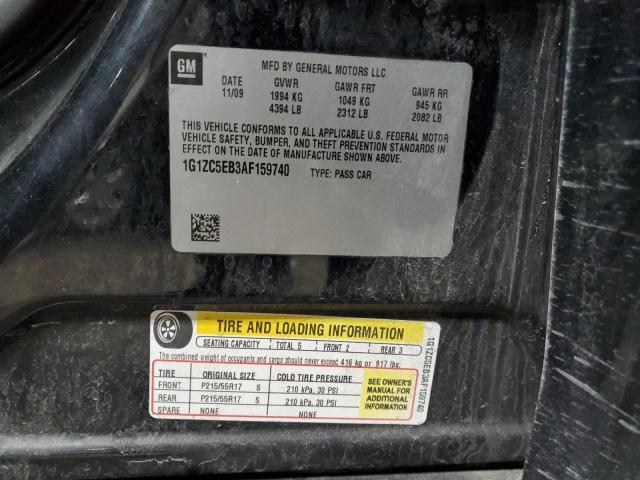 GM
MFD BY GENERAL MOTORS LLC
DATE GVWR GAWR FRT GAWR RR
11/09 1994 KG 1049 KG 945 KG
4394 LB 2312 LB 2082 LB
THIS VEHICLE CONFORMS TO ALL APPLICABLE U.S. FEDERAL MOTOR
VEHICLE SAFETY, BUMPER, AND THEFT PREVENTION STANDARDS IN
EFFECT ON THE DATE OF MANUFACTURE SHOWN ABOVE.
1G1ZC5EB3AF159740 TYPE: PASS CAR
TIRE AND LOADING INFORMATION
SEATING CAPACITY TOTAL 5 FRONT 2 REAR 3
The combined weight of occupants and cargo should never exceed 416 kg or 917 lbs.
TIRE ORIGINAL SIZE COLD TIRE PRESSURE
FRONT P215/55R17 S 210 kPa, 30 PSI
REAR P215/55R17 S 210 kPa, 30 PSI
SPARE NONE NONE
SEE OWNER'S
MANUAL FOR
ADDITIONAL
INFORMATION
1G1ZC5EB3AF159740